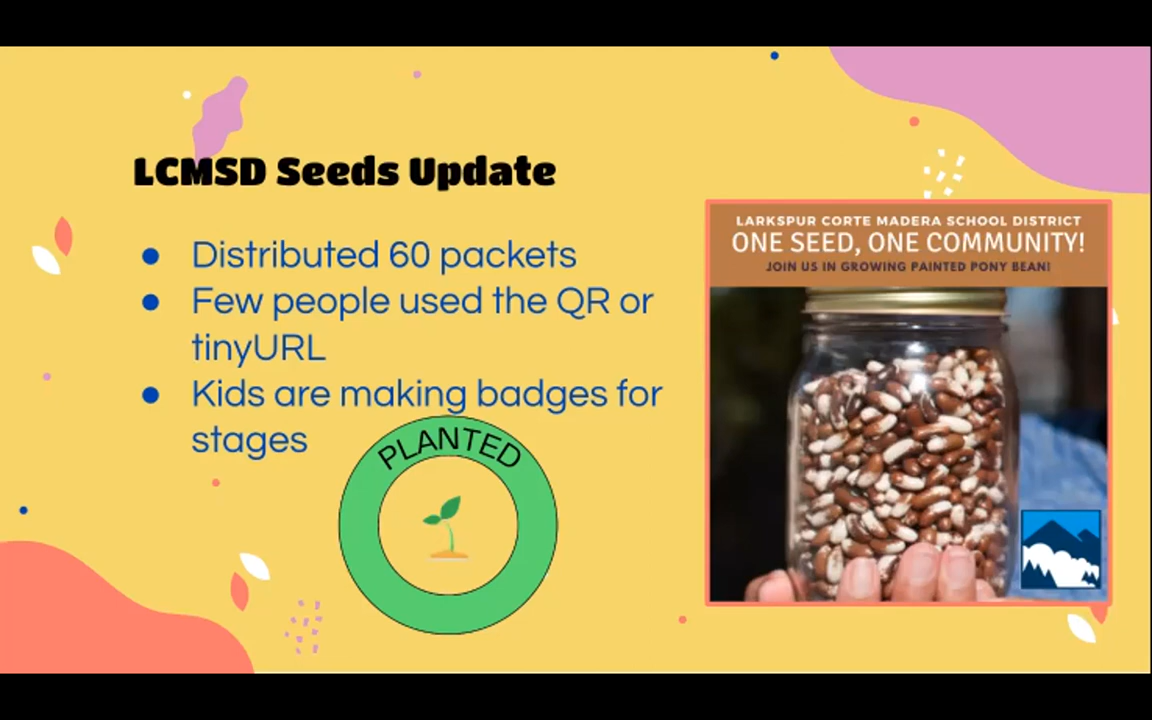 LCMSD Seeds Update
● Distributed 60 packets
● Few people used the QR or
tinyURL
● Kids are making badges for
stages
PLANTED
LARKSPUR CORTE MADERA SCHOOL DISTRICT
ONE SEED, ONE COMMUNITY!
JOIN US IN GROWING PAINTED PONY BEAN!